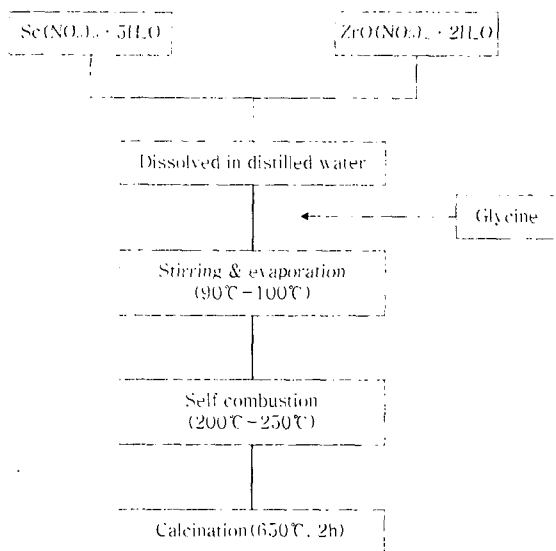 Sc(NO₃)₃ · 5H₂O
ZrO(NO₃)₂ · 2H₂O
Dissolved in distilled water
Glycine
Stirring & evaporation
(90℃-100℃)
Self combustion
(200℃-250℃)
Calcination(650℃, 2h)